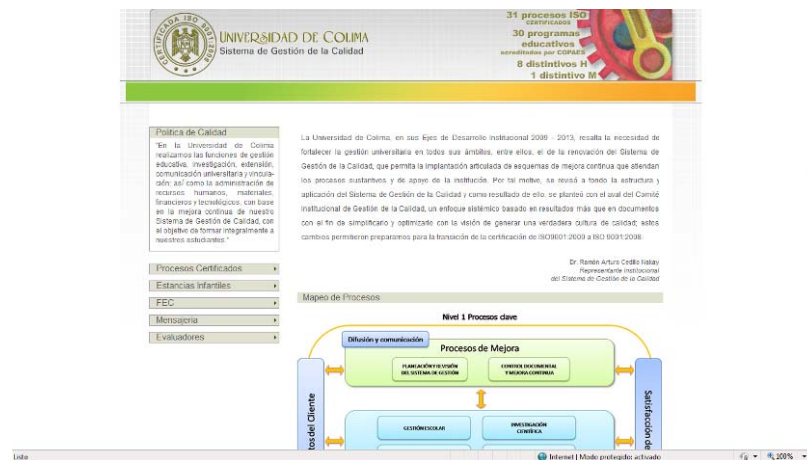 CERTIFICADA ISO 9001:2008
UNIVERSIDAD DE COLIMA
Sistema de Gestión de la Calidad
31 procesos ISO
CERTIFICADOS
30 programas
educativos
acreditados por COPAES
8 distintivos H
1 distintivo M
Política de Calidad
"En la Universidad de Colima
realizamos las funciones de gestión
educativa, investigación, extensión,
comunicación universitaria y vincula-
ción; así como la administración de
recursos humanos, materiales,
financieros y tecnológicos, con base
en la mejora continua de nuestro
Sistema de Gestión de Calidad, con
el objetivo de formar integralmente a
nuestros estudiantes."
Procesos Certificados
Estancias Infantiles
FEC
Mensajería
Evaluadores
La Universidad de Colima, en sus Ejes de Desarrollo Institucional 2009 - 2013, resalta la necesidad de
fortalecer la gestión universitaria en todos sus ámbitos, entre ellos, el de la renovación del Sistema de
Gestión de la Calidad, que permita la implantación articulada de esquemas de mejora continua que atiendan
los procesos sustantivos y de apoyo de la institución. Por tal motivo, se revisó a fondo la estructura y
aplicación del Sistema de Gestión de la Calidad y como resultado de ello, se planteó con el aval del Comité
Institucional de Gestión de la Calidad, un enfoque sistémico basado en resultados más que en documentos
con el fin de simplificarlo y optimizarlo con la visión de generar una verdadera cultura de calidad; estos
cambios permitieron prepararnos para la transición de la certificación de ISO9001:2000 a ISO 9001:2008.
Dr. Ramón Arturo Cedillo Nakay
Representante Institucional
del Sistema de Gestión de la Calidad
Mapeo de Procesos
Nivel 1 Procesos clave
Difusión y comunicación
Procesos de Mejora
PLANEACIÓN Y REVISIÓN
DEL SISTEMA DE GESTIÓN
CONTROL DOCUMENTAL
Y MEJORA CONTINUA
GESTIÓN ESCOLAR
INVESTIGACIÓN
CIENTÍFICA
tos del Cliente
Satisfacción de
Listo
Internet | Modo protegido: activado
100%